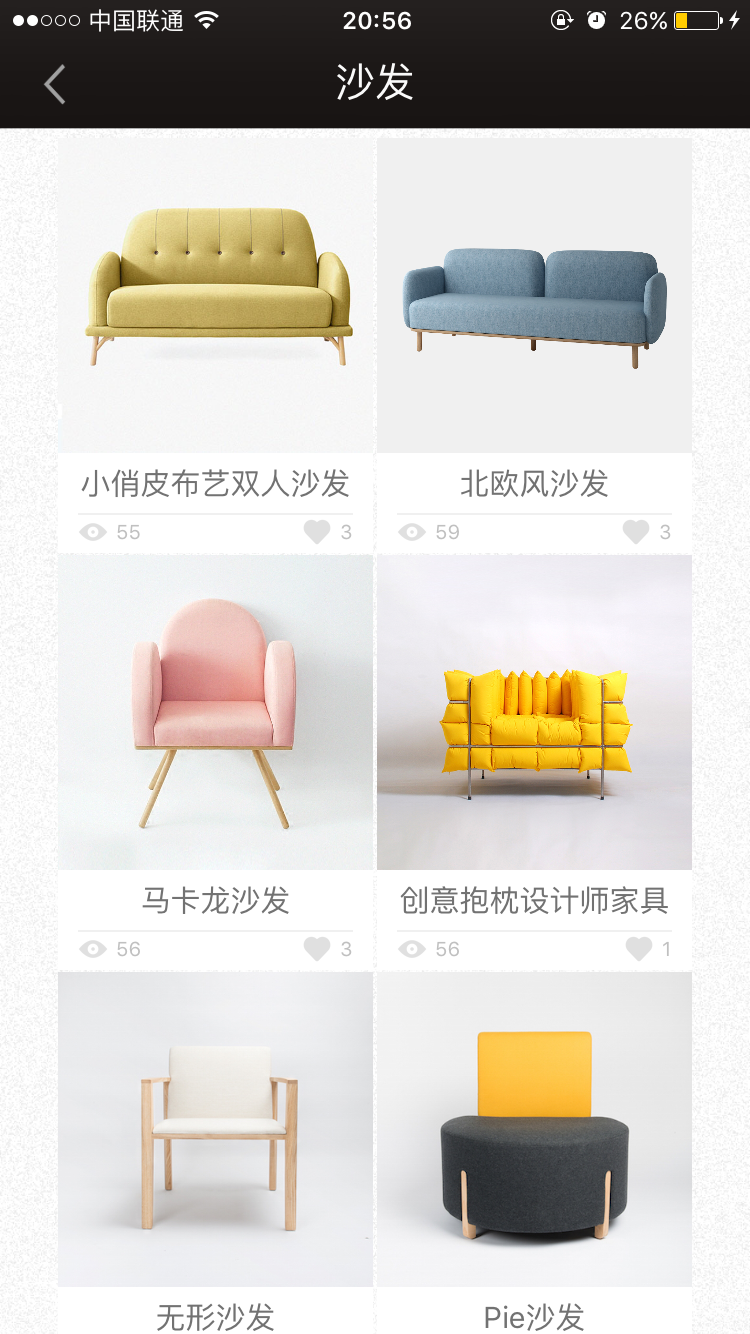 中国联通 20:56 26%
沙发
小俏皮布艺双人沙发 北欧风沙发
55 3 59 3
马卡龙沙发 创意抱枕设计师家具
56 3 56 1
无形沙发 Pie沙发